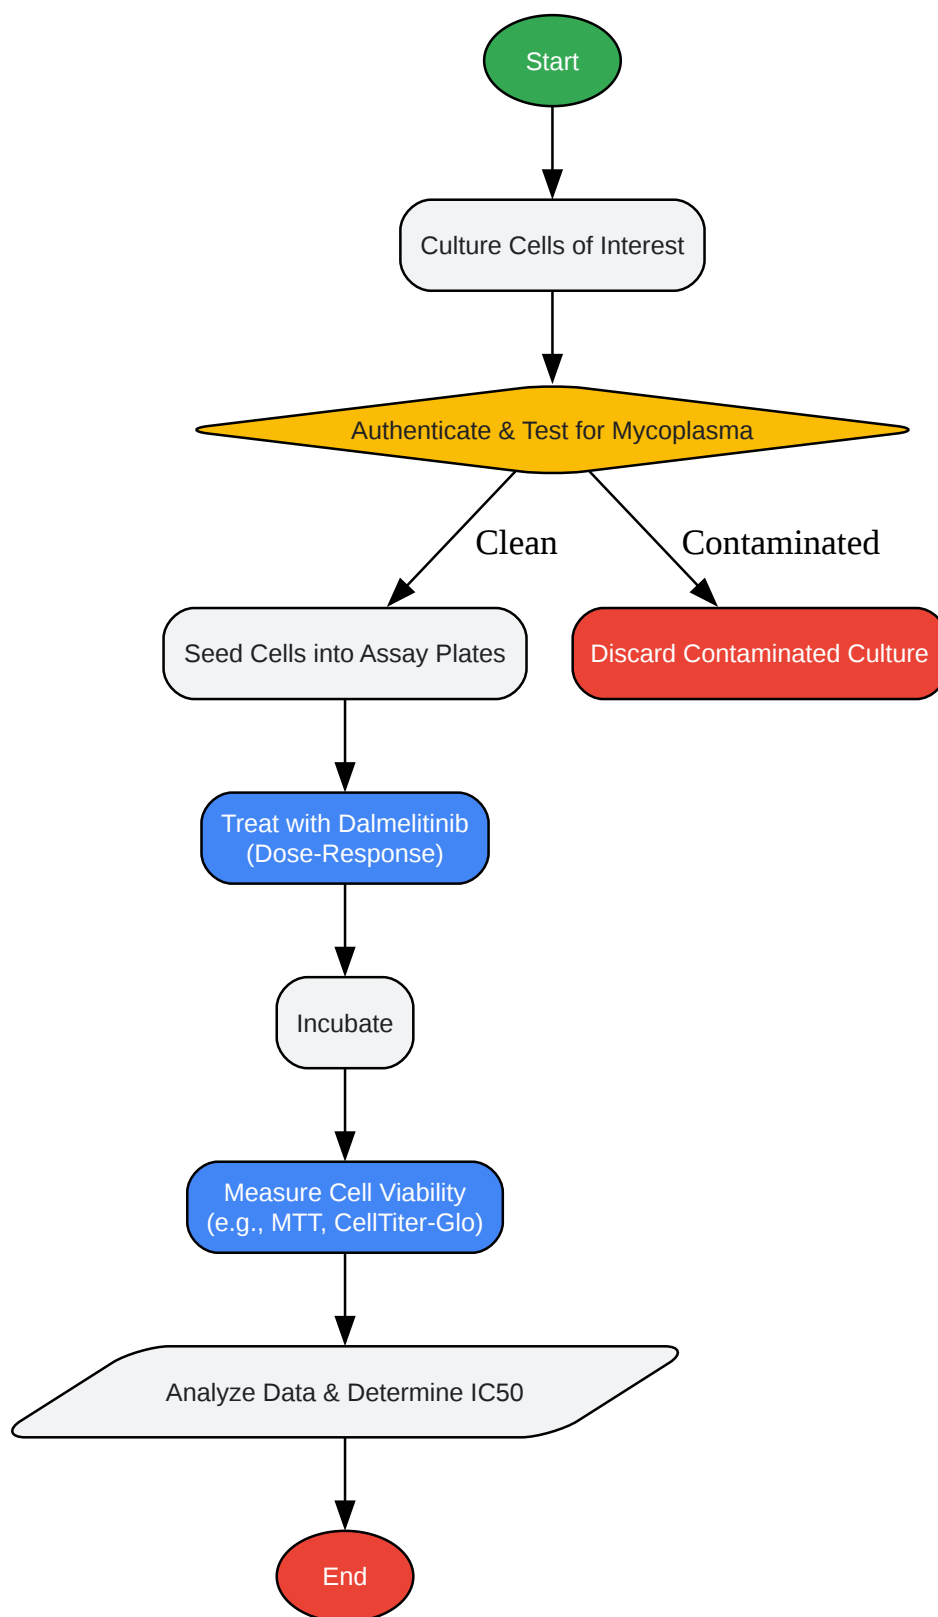 Start
Culture Cells of Interest
Authenticate & Test for Mycoplasma
Clean
Contaminated
Seed Cells into Assay Plates
Discard Contaminated Culture
Treat with Dalmelitinib
(Dose-Response)
Incubate
Measure Cell Viability
(e.g., MTT, CellTiter-Glo)
Analyze Data & Determine IC50
End